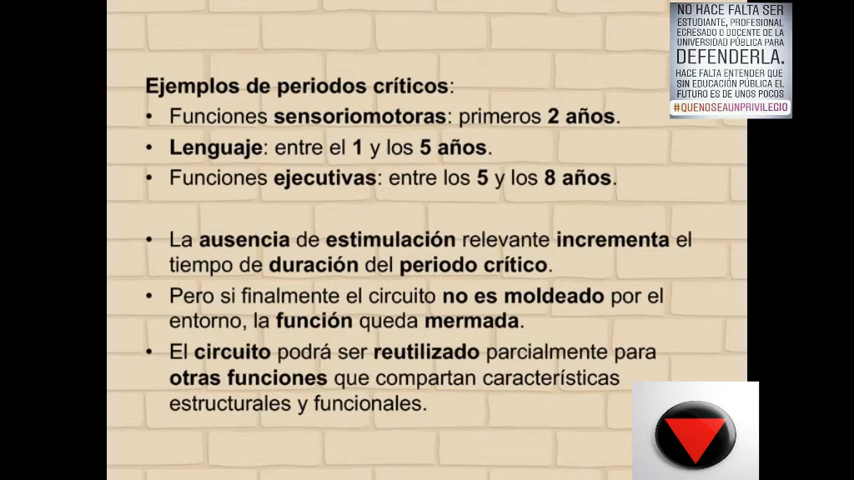 NO HACE FALTA SER
ESTUDIANTE, PROFESIONAL
EGRESADO O DOCENTE DE LA
UNIVERSIDAD PÚBLICA PARA
DEFENDERLA.
HACE FALTA ENTENDER QUE
SIN EDUCACIÓN PÚBLICA EL
FUTURO ES DE UNOS POCOS
#QUENOSEAUNPRIVILEGIO
Ejemplos de periodos críticos:
• Funciones sensoriomotoras: primeros 2 años.
• Lenguaje: entre el 1 y los 5 años.
• Funciones ejecutivas: entre los 5 y los 8 años.
• La ausencia de estimulación relevante incrementa el
tiempo de duración del periodo crítico.
• Pero si finalmente el circuito no es moldeado por el
entorno, la función queda mermada.
• El circuito podrá ser reutilizado parcialmente para
otras funciones que compartan características
estructurales y funcionales.